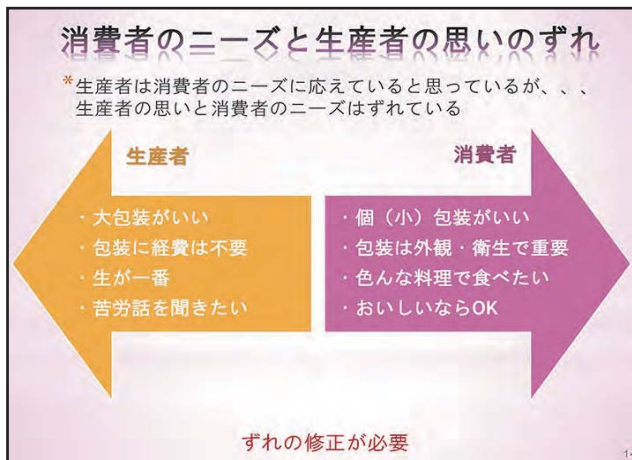 消費者のニーズと生産者の思いのずれ
*生産者は消費者のニーズに応えていると思っているが、、、
生産者の思いと消費者のニーズはずれている
生産者
・大包装がいい
・包装に経費は不要
・生が一番
・苦労話を聞きたい
消費者
・個（小）包装がいい
・包装は外観・衛生で重要
・色んな料理で食べたい
・おいしいならOK
ずれの修正が必要